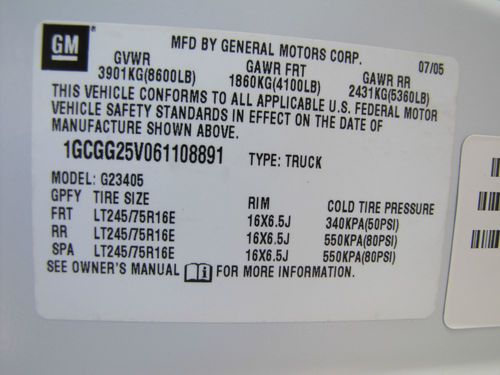 GM
MFD BY GENERAL MOTORS CORP. 07/05
GVWR GAWR FRT GAWR RR
3901KG(8600LB) 1860KG(4100LB) 2431KG(5360LB)
THIS VEHICLE CONFORMS TO ALL APPLICABLE U.S. FEDERAL MOTOR
VEHICLE SAFETY STANDARDS IN EFFECT ON THE DATE OF
MANUFACTURE SHOWN ABOVE.
1GCGG25V061108891 TYPE: TRUCK
MODEL: G23405
GPFY TIRE SIZE RIM COLD TIRE PRESSURE
FRT LT245/75R16E 16X6.5J 340KPA(50PSI)
RR LT245/75R16E 16X6.5J 550KPA(80PSI)
SPA LT245/75R16E 16X6.5J 550KPA(80PSI)
SEE OWNER'S MANUAL FOR MORE INFORMATION.